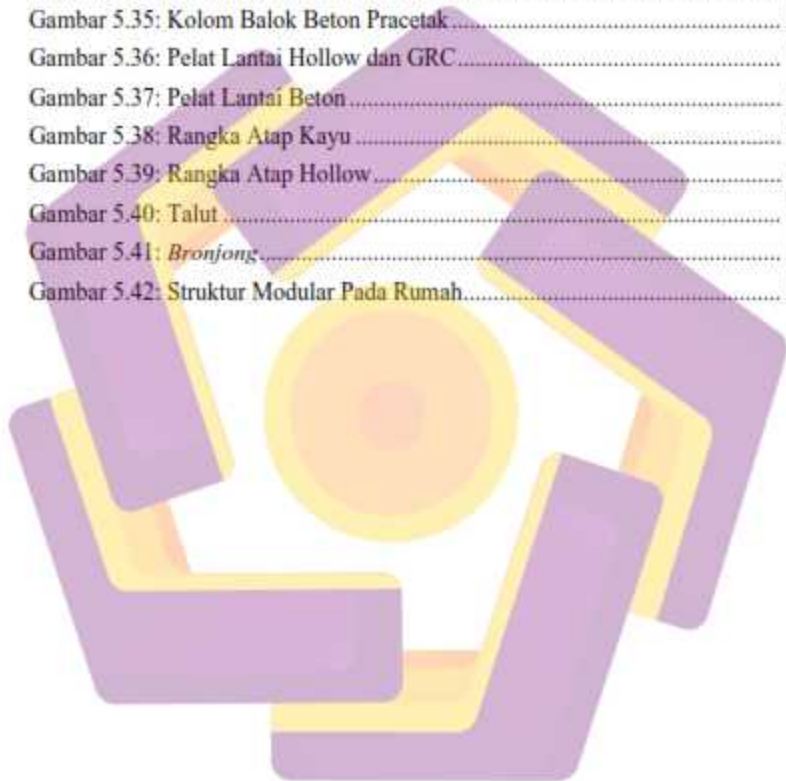 Gambar 5.35: Kolom Balok Beton Pracetak........................................................
Gambar 5.36: Pelat Lantai Hollow dan GRC.......................................................
Gambar 5.37: Pelat Lantai Beton.........................................................................
Gambar 5.38: Rangka Atap Kayu........................................................................
Gambar 5.39: Rangka Atap Hollow....................................................................
Gambar 5.40: Talut.............................................................................................
Gambar 5.41: Bronjong.......................................................................................
Gambar 5.42: Struktur Modular Pada Rumah.....................................................